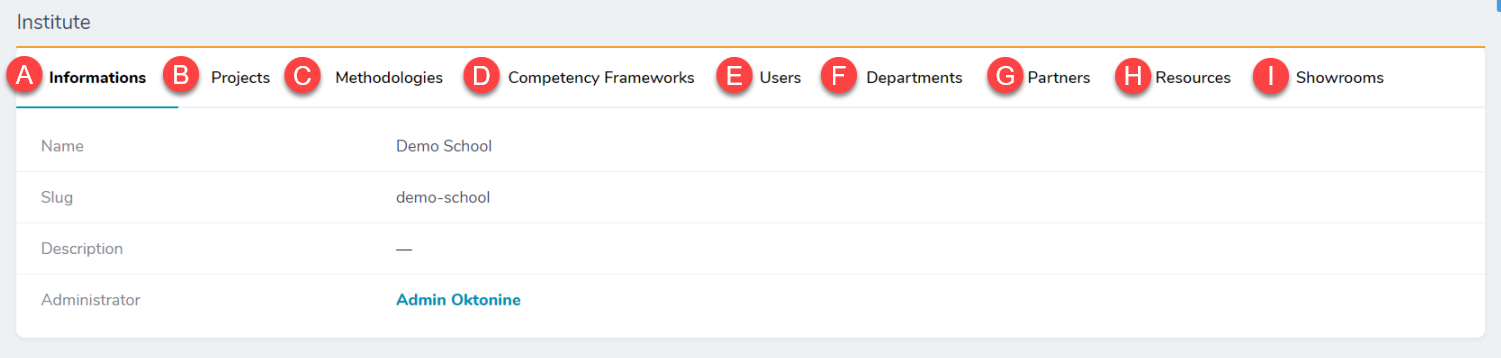 Institute
A Informations B Projects C Methodologies D Competency Frameworks E Users F Departments G Partners H Resources I Showrooms
Name Demo School
Slug demo-school
Description —
Administrator Admin Oktonine